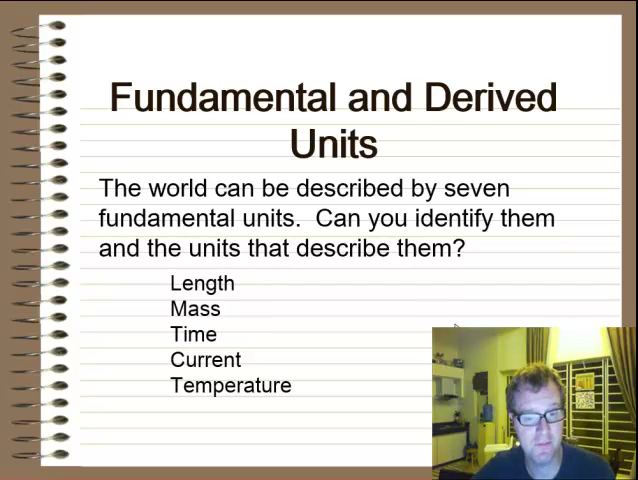 Fundamental and Derived
Units
The world can be described by seven
fundamental units.  Can you identify them
and the units that describe them?
Length
Mass
Time
Current
Temperature